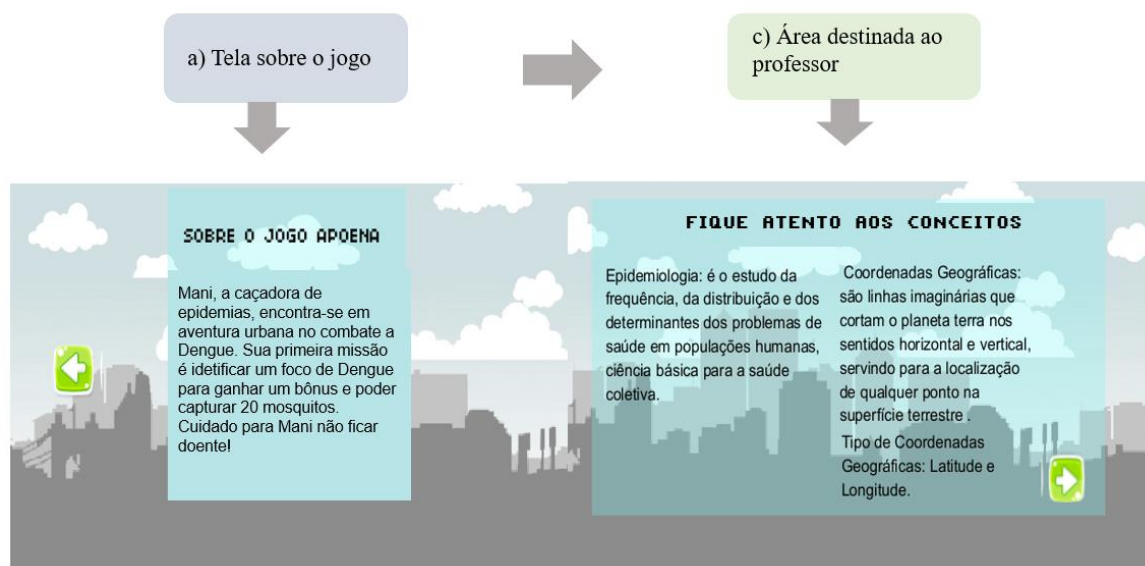 a) Tela sobre o jogo
c) Área destinada ao
professor
SOBRE O JOGO APOENA
Mani, a caçadora de
epidemias, encontra-se em
aventura urbana no combate a
Dengue. Sua primeira missão
é idetificar um foco de Dengue
para ganhar um bônus e poder
capturar 20 mosquitos.
Cuidado para Mani não ficar
doente!
FIQUE ATENTO AOS CONCEITOS
Epidemiologia: é o estudo da
frequência, da distribuição e dos
determinantes dos problemas de
saúde em populações humanas,
ciência básica para a saúde
coletiva.
Coordenadas Geográficas:
são linhas imaginárias que
cortam o planeta terra nos
sentidos horizontal e vertical,
servindo para a localização
de qualquer ponto na
superfície terrestre .
Tipo de Coordenadas
Geográficas: Latitude e
Longitude.